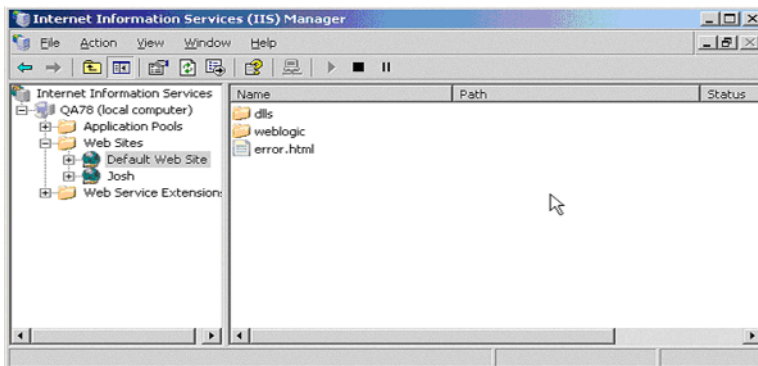 Internet Information Services (IIS) Manager
File Action View Window Help
Internet Information Services
QA78 (local computer)
Application Pools
Web Sites
Default Web Site
Josh
Web Service Extension
Name Path Status
dlls
weblogic
error.html